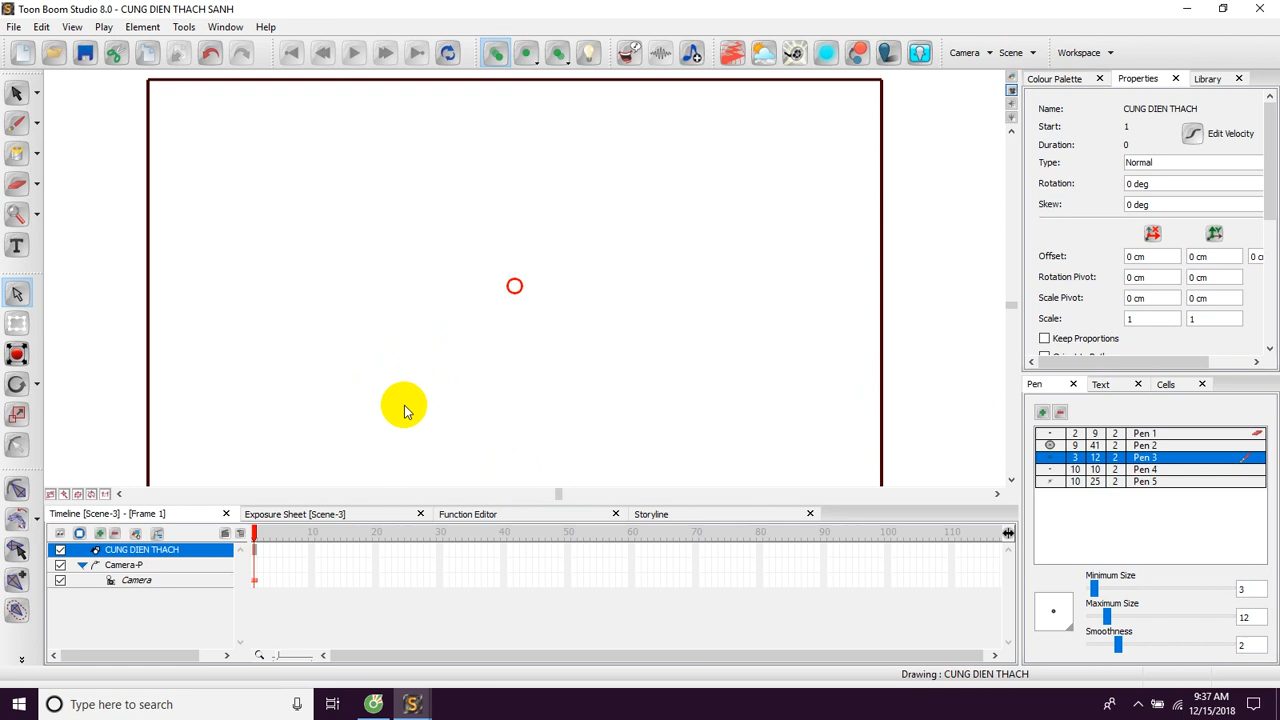 Toon Boom Studio 8.0 - CUNG DIEN THACH SANH
File Edit View Play Element Tools Window Help
Camera Scene Workspace
T
Colour Palette Properties Library
Name: CUNG DIEN THACH
Start: 1 Edit Velocity
Duration: 0
Type: Normal
Rotation: 0 deg
Skew: 0 deg
Offset: 0 cm 0 cm
Rotation Pivot: 0 cm 0 cm
Scale Pivot: 0 cm 0 cm
Scale: 1 1
Keep Proportions
Pen Text Cells
2 9 2 Pen 1
9 41 2 Pen 2
3 12 2 Pen 3
10 10 2 Pen 4
10 25 2 Pen 5
Minimum Size
3
Maximum Size
12
Smoothness
2
Timeline [Scene-3] - [Frame 1] Exposure Sheet [Scene-3] Function Editor Storyline
10 20 30 40 50 60 70 80 90 100 110
CUNG DIEN THACH
Camera-P
Camera
Drawing : CUNG DIEN THACH
Type here to search
9:37 AM
12/15/2018